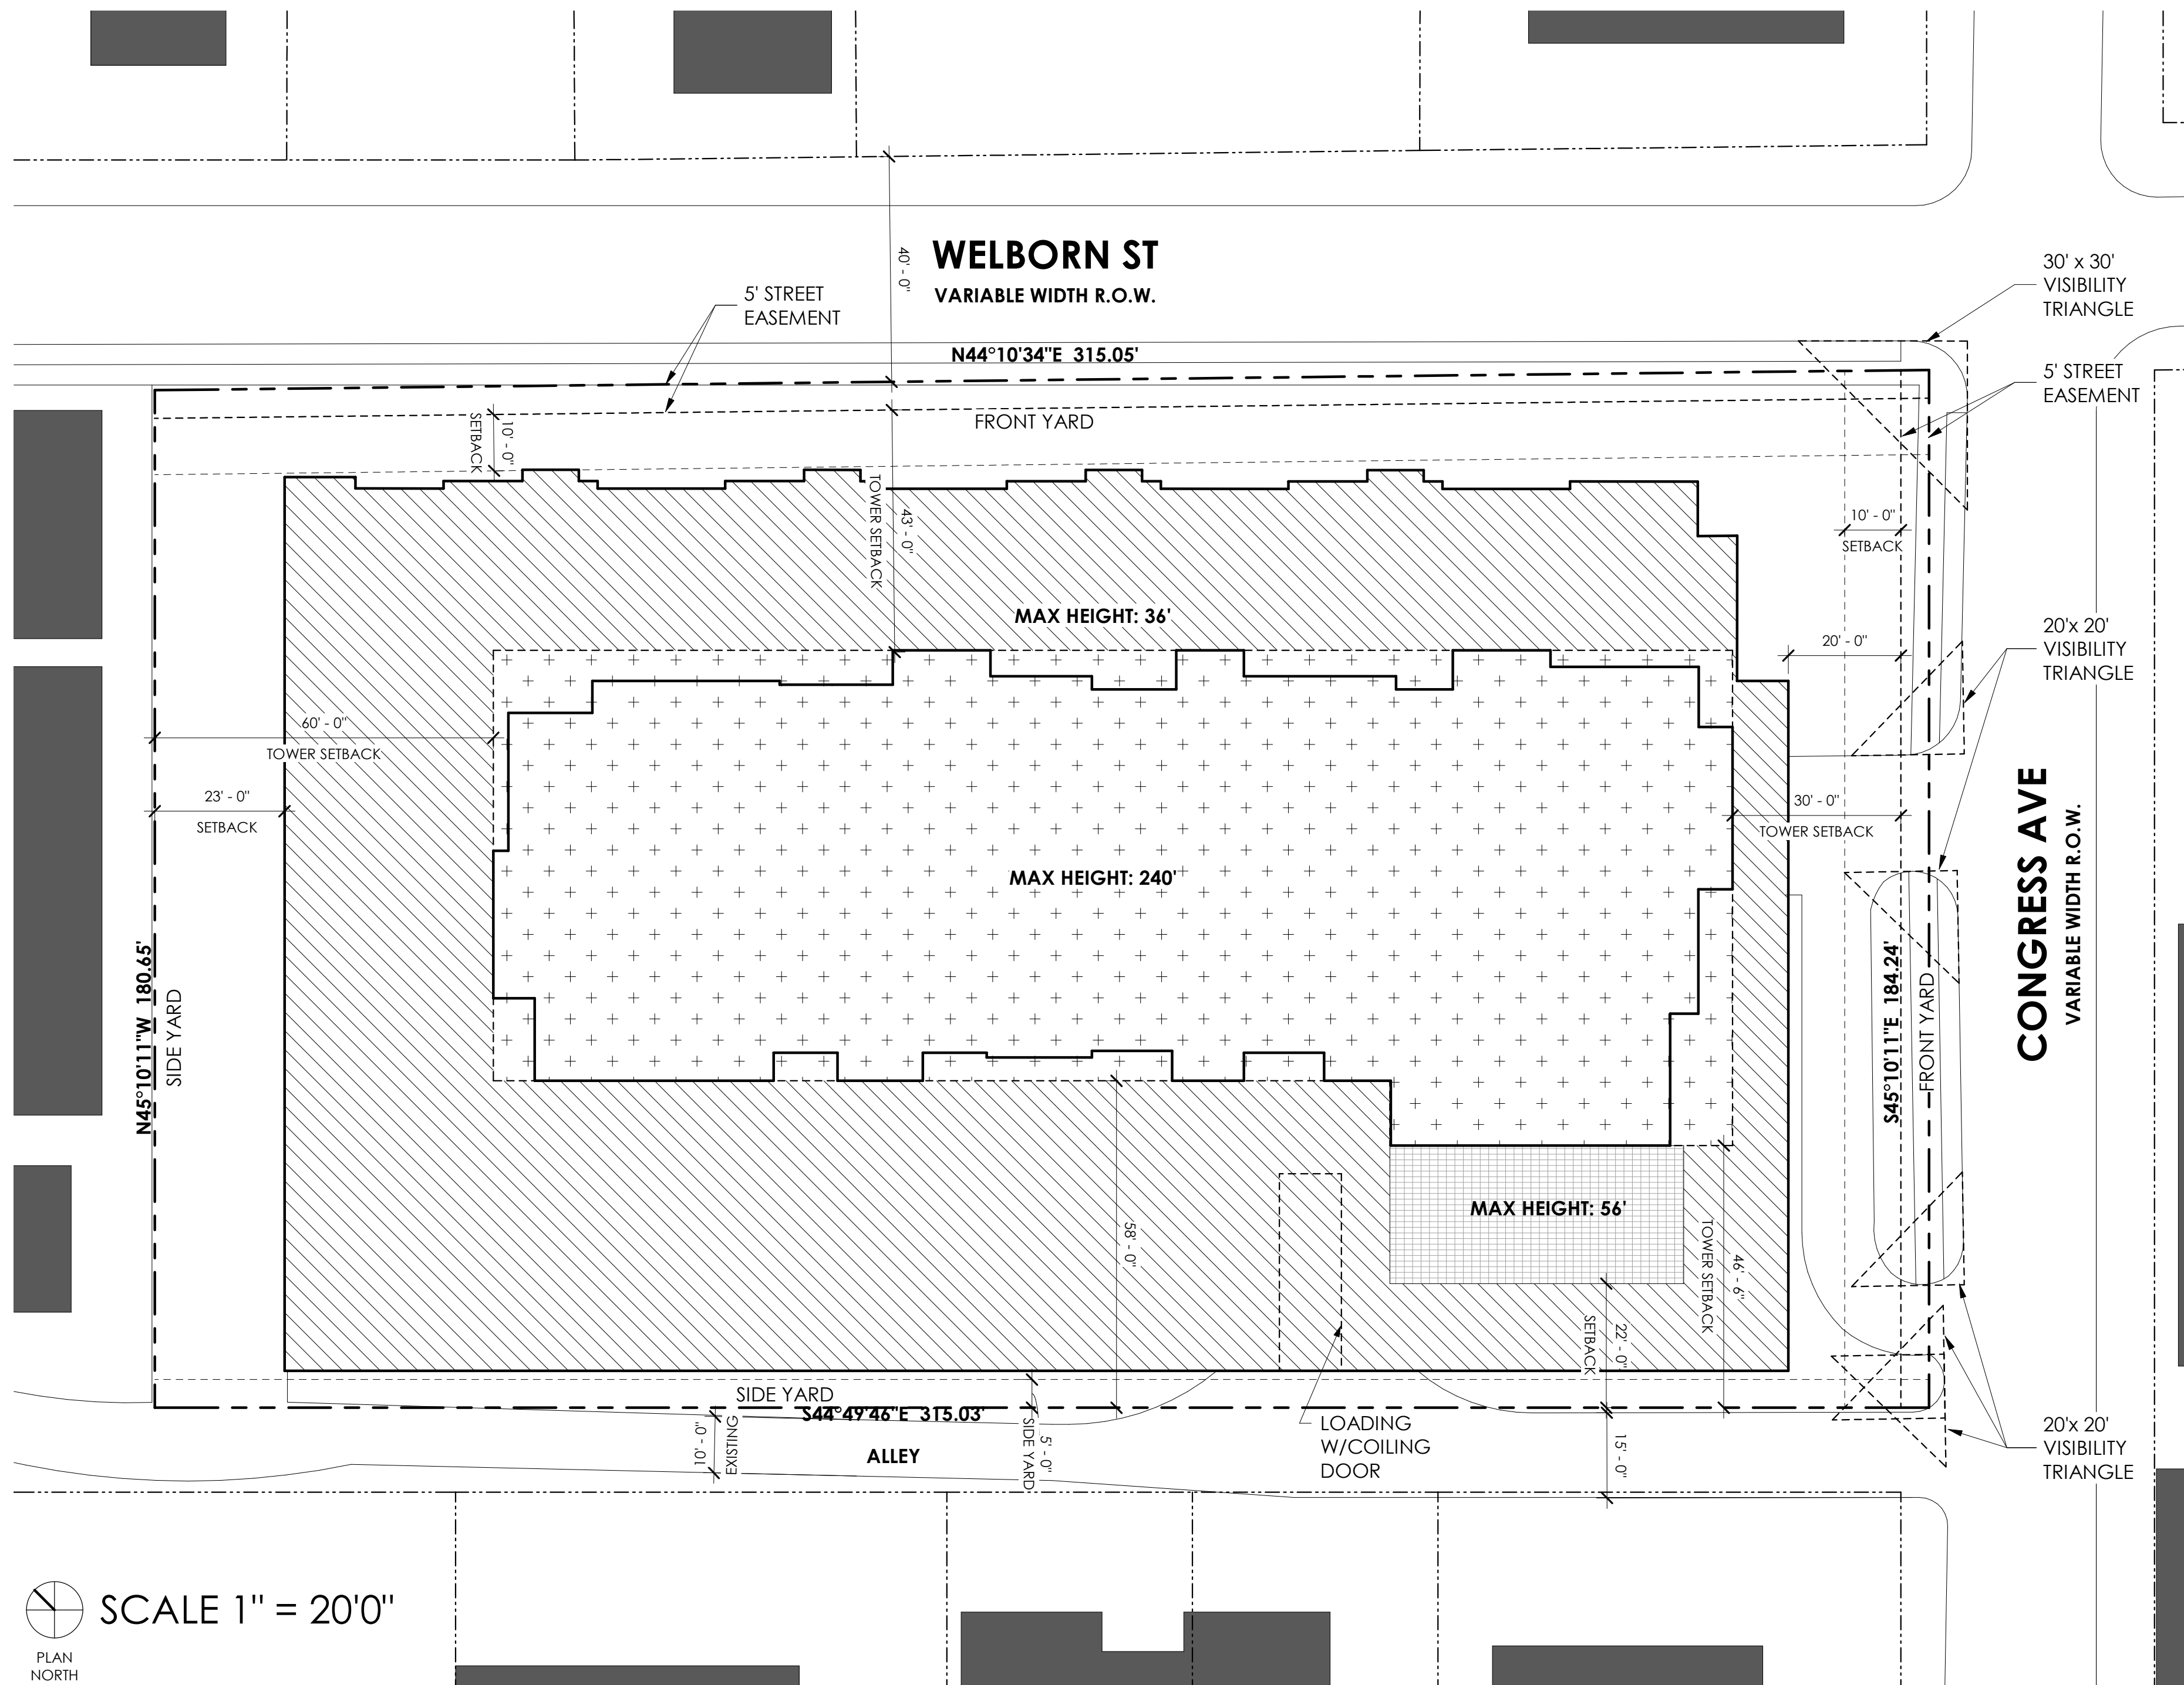 WELBORN ST
VARIABLE WIDTH R.O.W.
40' - 0"
5' STREET
EASEMENT
30' x 30'
VISIBILITY
TRIANGLE
N44°10'34"E  315.05'
5' STREET
EASEMENT
FRONT YARD
10' - 0"
SETBACK
TOWER SETBACK
43' - 0"
10' - 0"
SETBACK
MAX HEIGHT: 36'
20'x 20'
VISIBILITY
TRIANGLE
20' - 0"
60' - 0"
TOWER SETBACK
23' - 0"
SETBACK
30' - 0"
TOWER SETBACK
CONGRESS AVE
VARIABLE WIDTH R.O.W.
MAX HEIGHT: 240'
N45°10'11"W  180.65'
SIDE YARD
S45°10'11"E  184.24'
FRONT YARD
MAX HEIGHT: 56'
58' - 0"
TOWER SETBACK
46' - 6"
SETBACK
22' - 0"
SIDE YARD
S44°49'46"E  315.03'
10' - 0"
EXISTING
ALLEY
SIDE YARD
5' - 0"
LOADING
W/COILING
DOOR
15' - 0"
20'x 20'
VISIBILITY
TRIANGLE
SCALE 1" = 20'0"
PLAN
NORTH